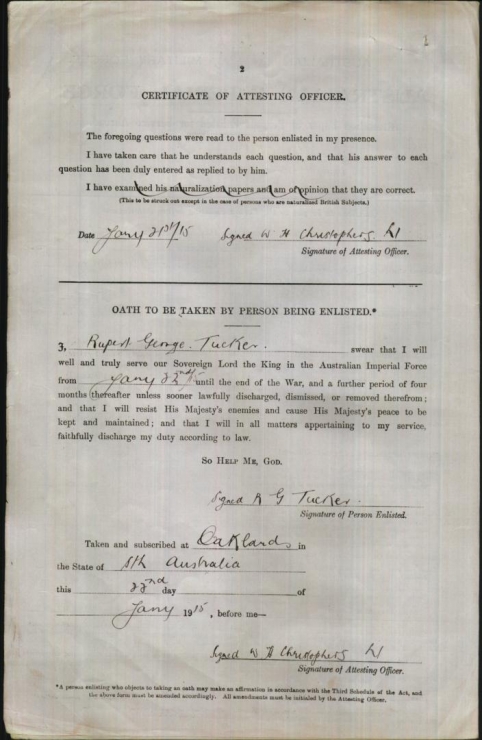 1
2
CERTIFICATE OF ATTESTING OFFICER.
The foregoing questions were read to the person enlisted in my presence.
I have taken care that he understands each question, and that his answer to each
question has been duly entered as replied to by him.
I have examined his naturalization papers and am of opinion that they are correct.
(This to be struck out except in the case of persons who are naturalized British Subjects.)
Date Jany 21st/15 Signed W H Christophers Lt
Signature of Attesting Officer.
OATH TO BE TAKEN BY PERSON BEING ENLISTED.*
3, Rupert George Tucker. swear that I will
well and truly serve our Sovereign Lord the King in the Australian Imperial Force
from Jany 22nd/15 until the end of the War, and a further period of four
months thereafter unless sooner lawfully discharged, dismissed, or removed therefrom;
and that I will resist His Majesty's enemies and cause His Majesty's peace to be
kept and maintained; and that I will in all matters appertaining to my service,
faithfully discharge my duty according to law.
SO HELP ME, GOD.
Signed R G Tucker.
Signature of Person Enlisted.
Taken and subscribed at Oaklands in
the State of Sth Australia
this 22nd day of
Jany 1915, before me—
Signed W H Christophers Lt
Signature of Attesting Officer.
*A person enlisting who objects to taking an oath may make an affirmation in accordance with the Third Schedule of the Act, and
the above form must be amended accordingly. All amendments must be initialed by the Attesting Officer.